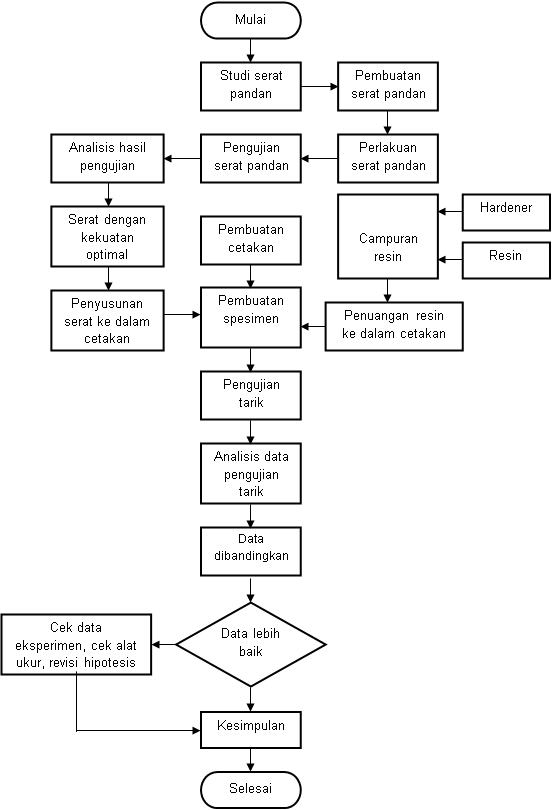 Mulai
Studi serat
pandan
Pembuatan
serat pandan
Analisis hasil
pengujian
Pengujian
serat pandan
Perlakuan
serat pandan
Serat dengan
kekuatan
optimal
Pembuatan
cetakan
Campuran
resin
Hardener
Resin
Penyusunan
serat ke dalam
cetakan
Pembuatan
spesimen
Penuangan resin
ke dalam cetakan
Pengujian
tarik
Analisis data
pengujian
tarik
Data
dibandingkan
Cek data
eksperimen, cek alat
ukur, revisi hipotesis
Data lebih
baik
Kesimpulan
Selesai